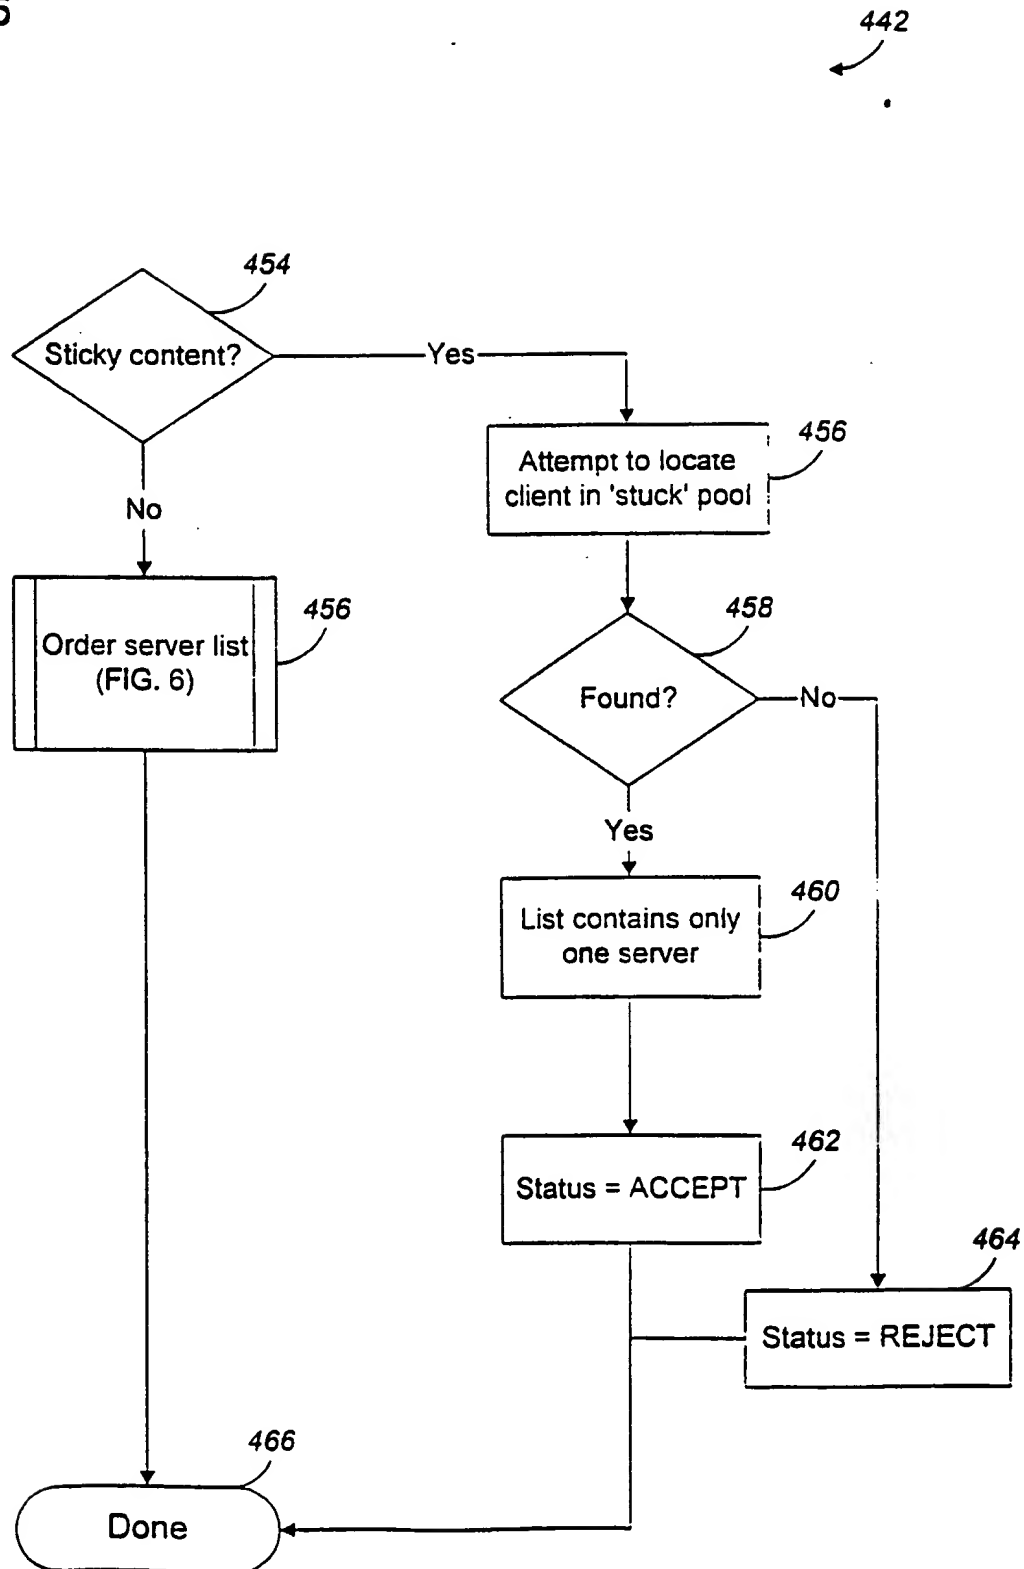 442
454
Sticky content?
Yes
456
Attempt to locate
client in 'stuck' pool
No
456
Order server list
(FIG. 6)
458
Found?
No
Yes
460
List contains only
one server
462
Status = ACCEPT
464
Status = REJECT
466
Done